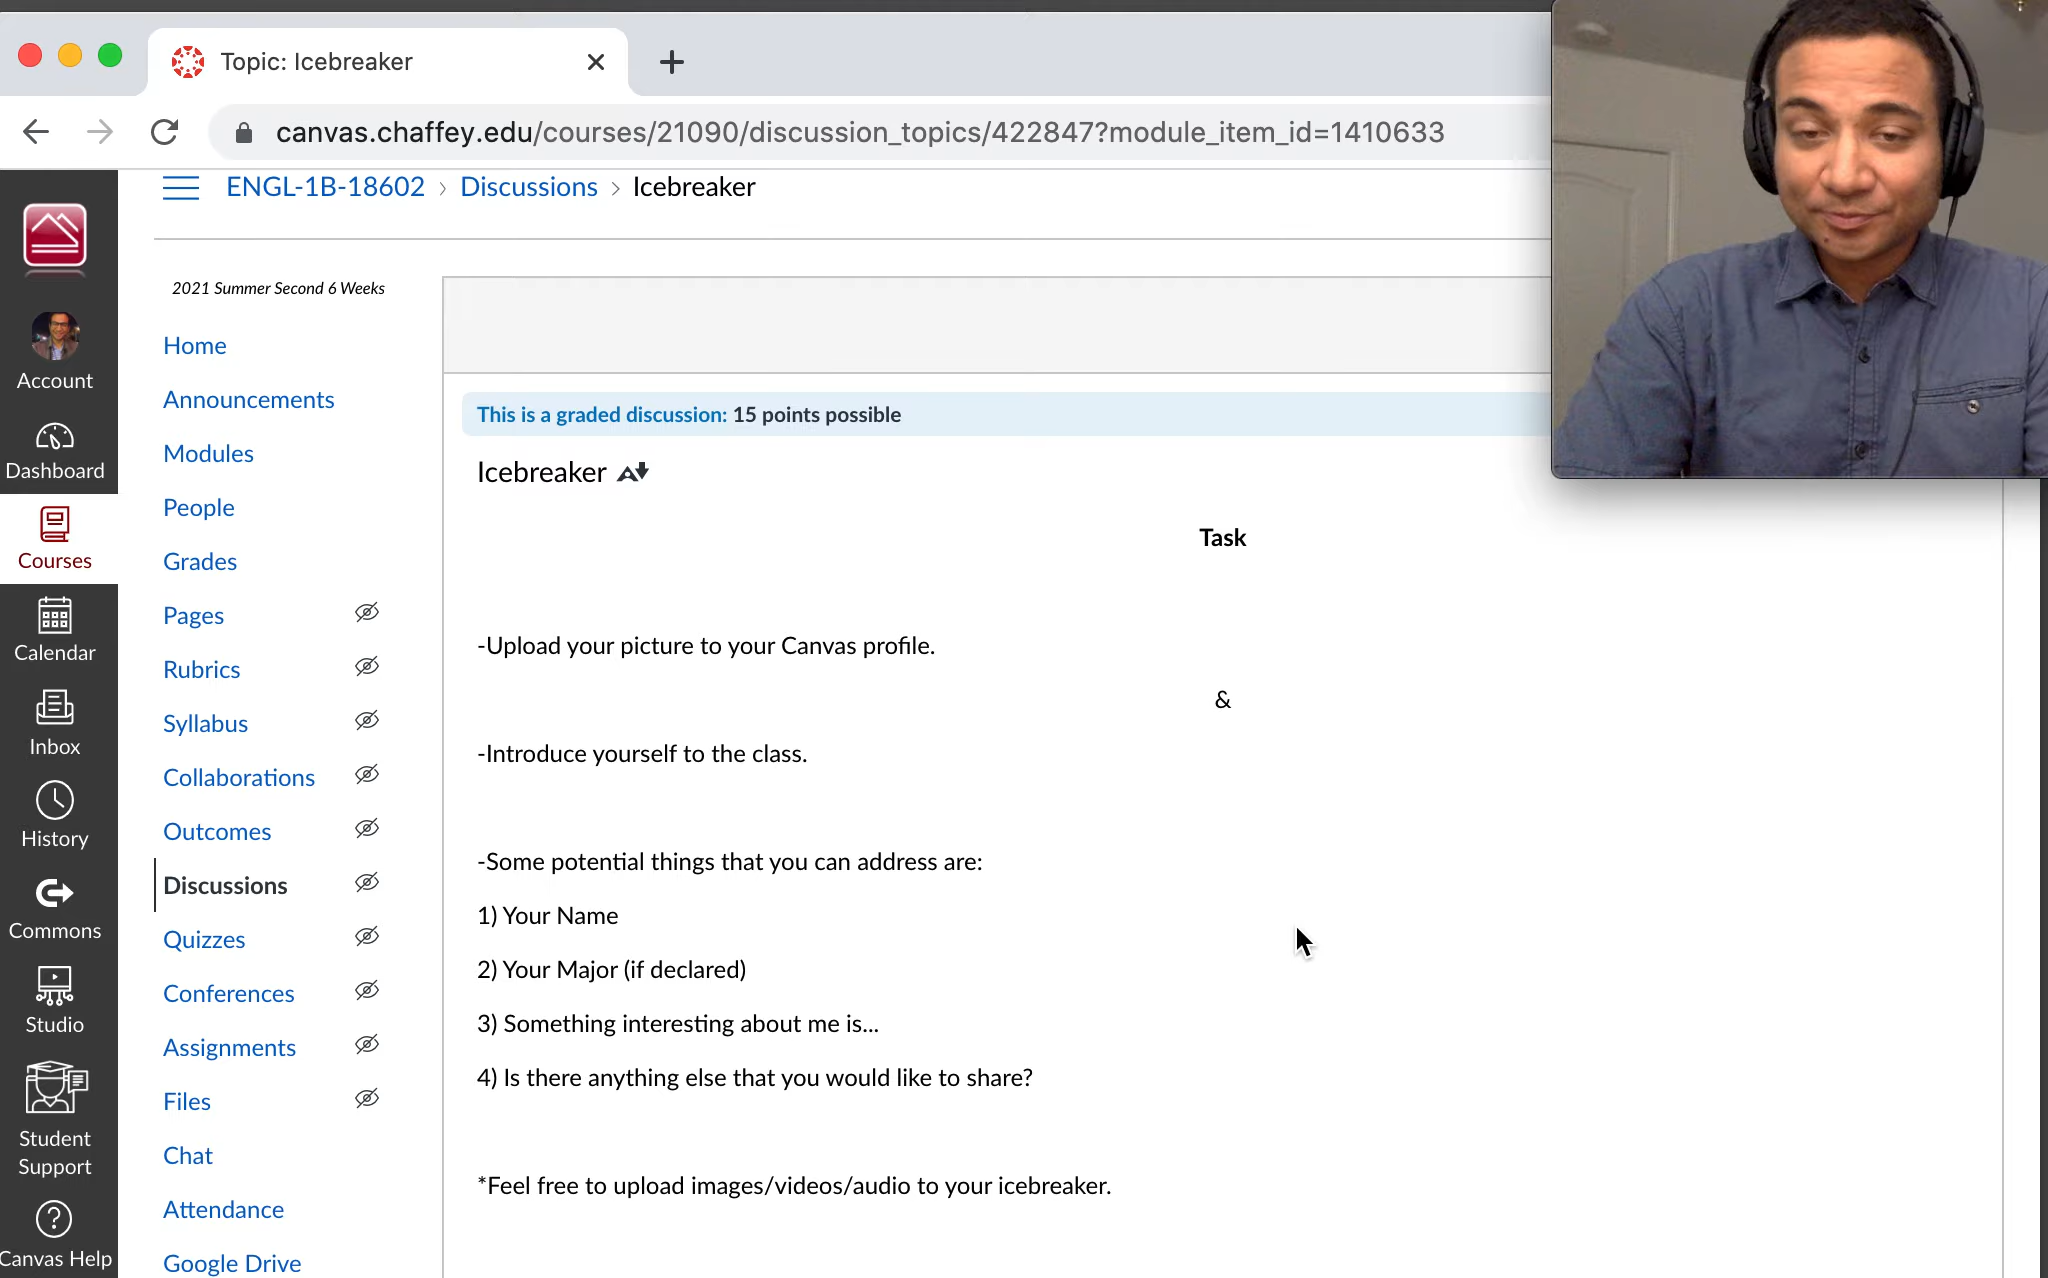 Topic: Icebreaker
canvas.chaffey.edu/courses/21090/discussion_topics/422847?module_item_id=1410633
ENGL-1B-18602 › Discussions › Icebreaker
Account
Dashboard
Courses
Calendar
Inbox
History
Commons
Studio
Student
Support
Canvas Help
2021 Summer Second 6 Weeks
Home
Announcements
Modules
People
Grades
Pages
Rubrics
Syllabus
Collaborations
Outcomes
Discussions
Quizzes
Conferences
Assignments
Files
Chat
Attendance
Google Drive
This is a graded discussion: 15 points possible
Icebreaker
Task
-Upload your picture to your Canvas profile.
&
-Introduce yourself to the class.
-Some potential things that you can address are:
1) Your Name
2) Your Major (if declared)
3) Something interesting about me is...
4) Is there anything else that you would like to share?
*Feel free to upload images/videos/audio to your icebreaker.